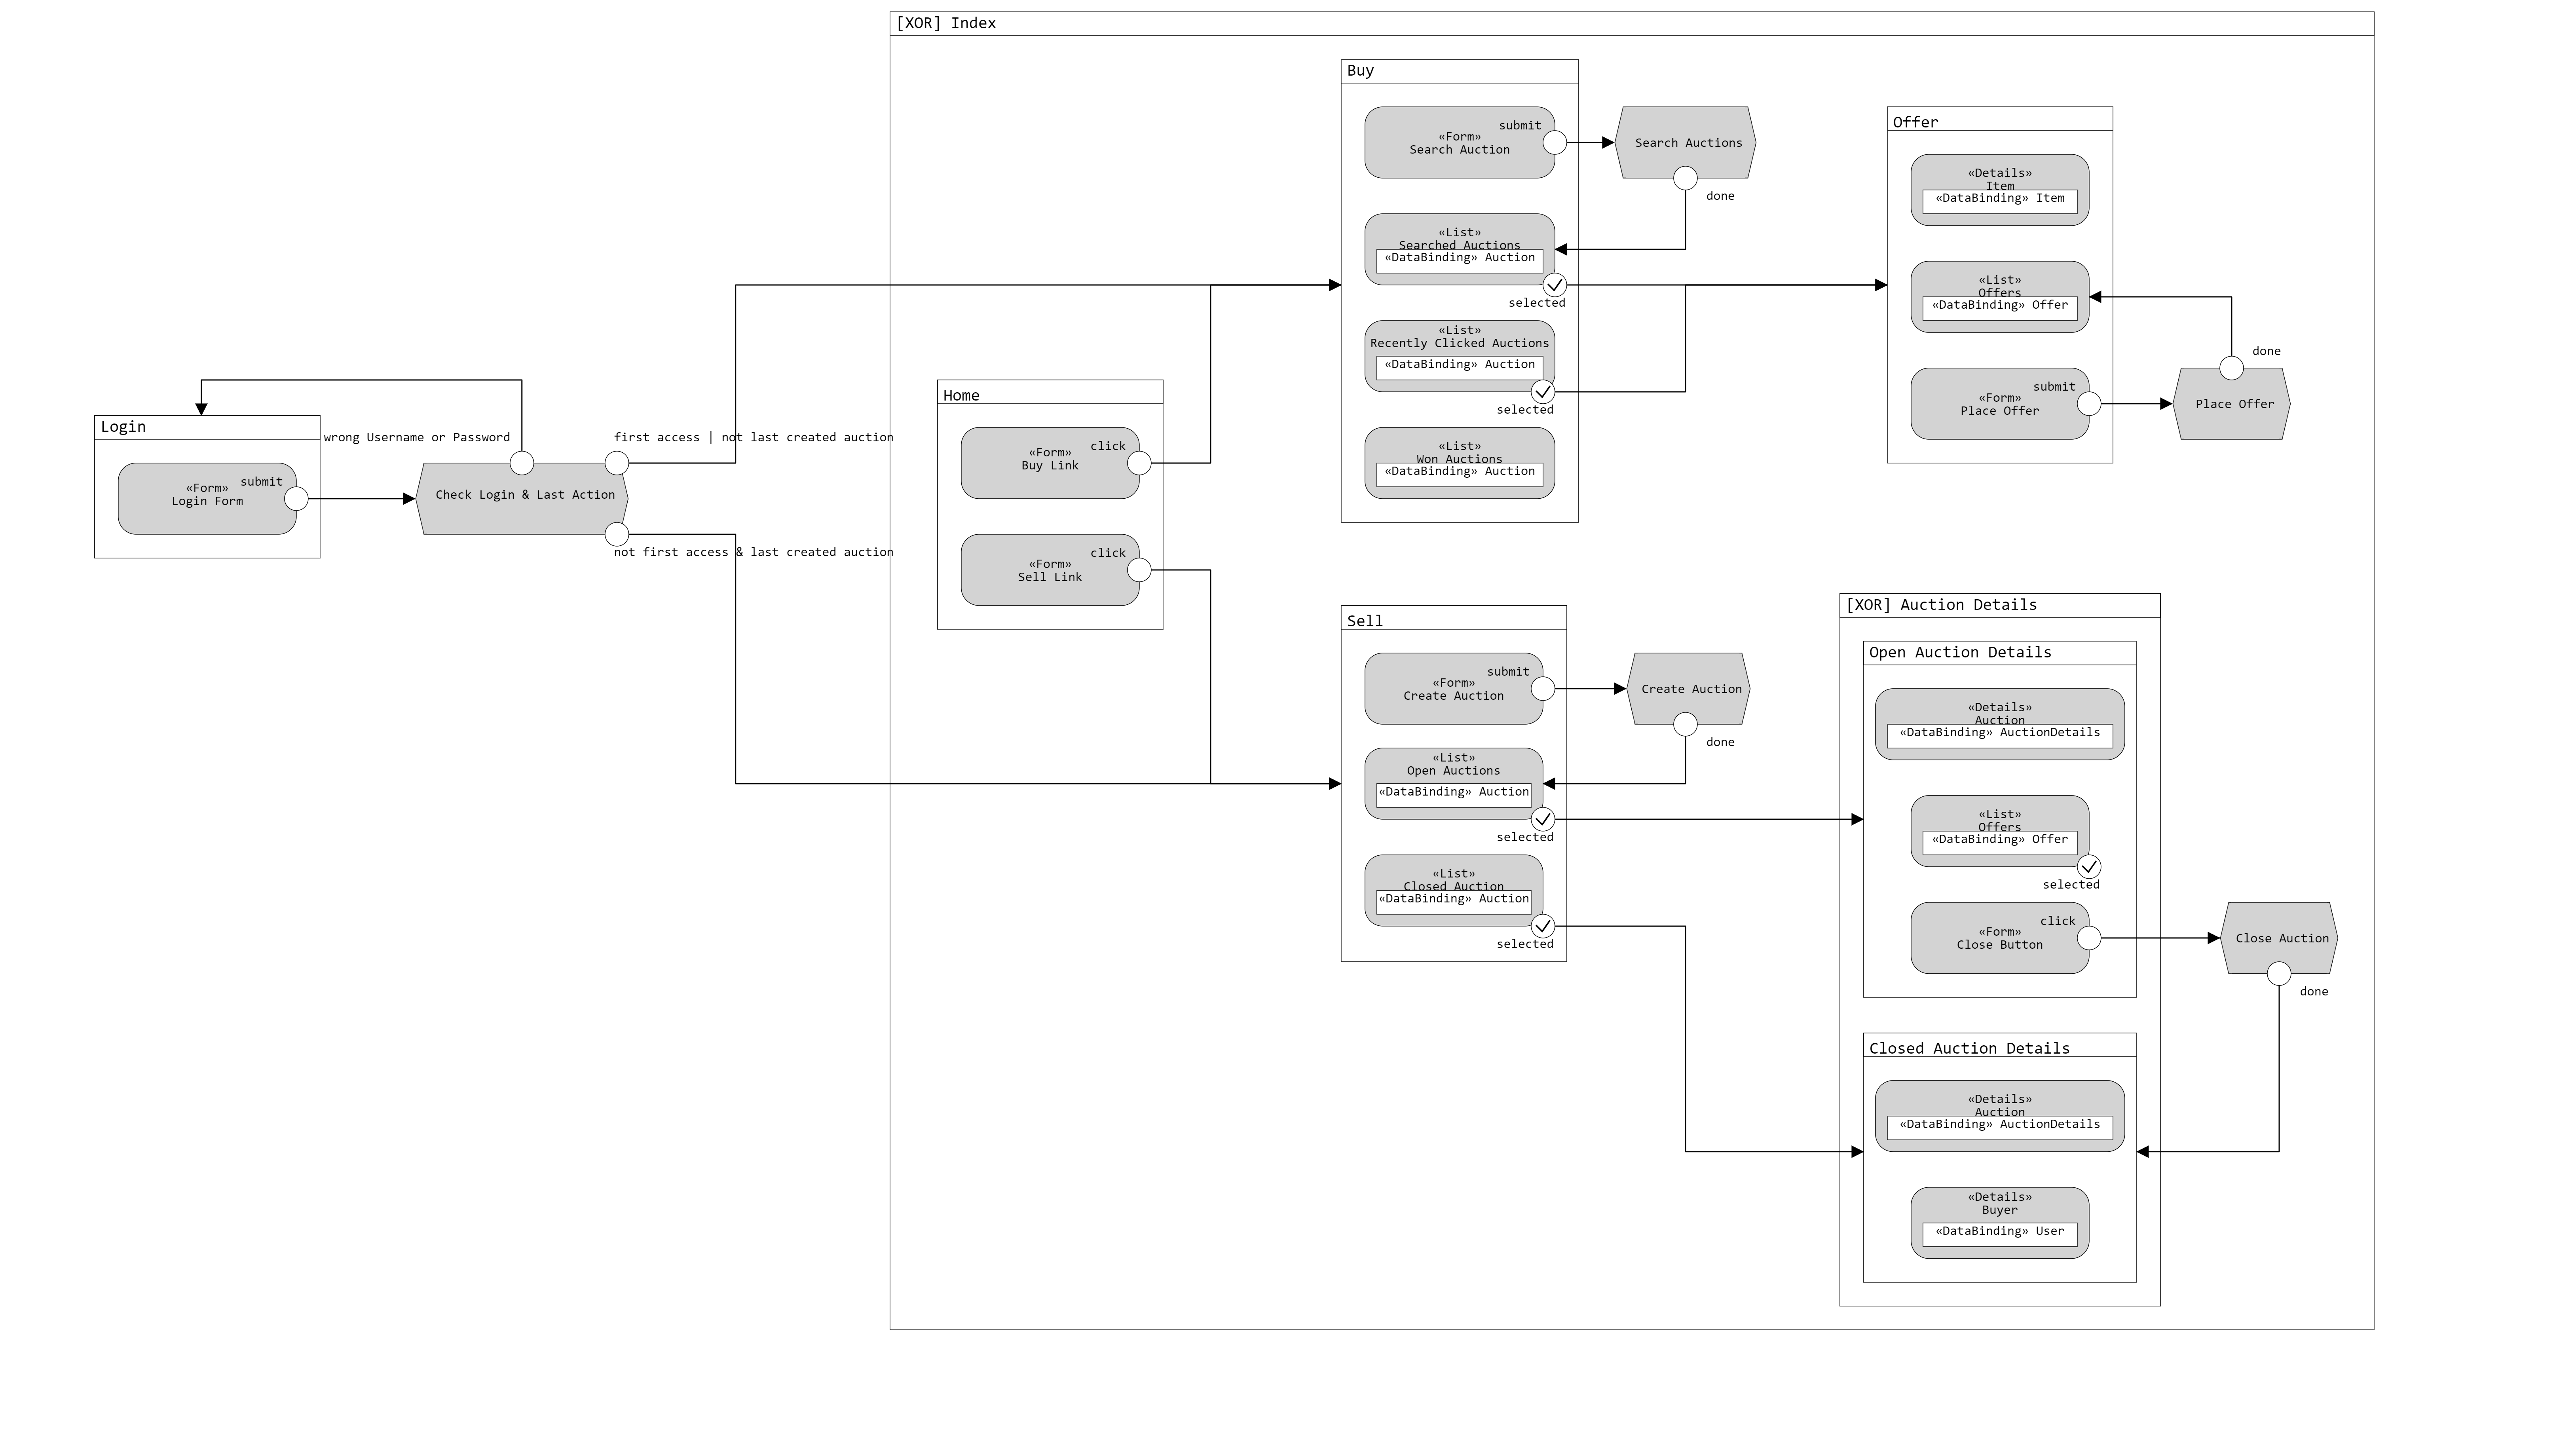 [XOR] Index
Login
«Form»
Login Form
submit
wrong Username or Password
Check Login & Last Action
first access | not last created auction
not first access & last created auction
Home
«Form»
Buy Link
click
«Form»
Sell Link
click
Buy
«Form»
Search Auction
submit
Search Auctions
done
«List»
Searched Auctions
«DataBinding» Auction
selected
«List»
Recently Clicked Auctions
«DataBinding» Auction
selected
«List»
Won Auctions
«DataBinding» Auction
Offer
«Details»
Item
«DataBinding» Item
«List»
Offers
«DataBinding» Offer
«Form»
Place Offer
submit
Place Offer
done
Sell
«Form»
Create Auction
submit
Create Auction
done
«List»
Open Auctions
«DataBinding» Auction
selected
«List»
Closed Auction
«DataBinding» Auction
selected
[XOR] Auction Details
Open Auction Details
«Details»
Auction
«DataBinding» AuctionDetails
«List»
Offers
«DataBinding» Offer
selected
«Form»
Close Button
click
Close Auction
done
Closed Auction Details
«Details»
Auction
«DataBinding» AuctionDetails
«Details»
Buyer
«DataBinding» User